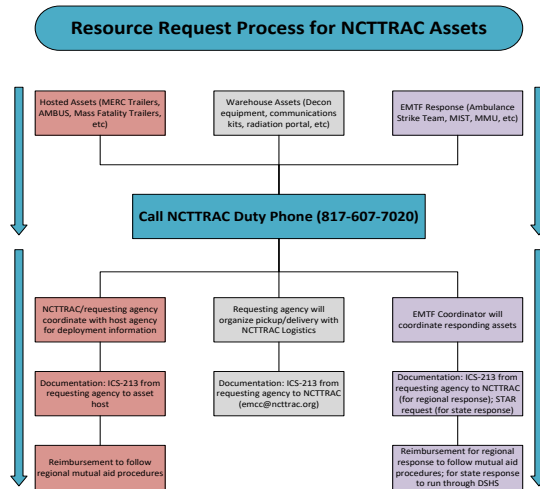 Resource Request Process for NCTTRAC Assets
Hosted Assets (MERC Trailers,
AMBUS, Mass Fatality Trailers,
etc)
Warehouse Assets (Decon
equipment, communications
kits, radiation portal, etc)
EMTF Response (Ambulance
Strike Team, MIST, MMU, etc)
Call NCTTRAC Duty Phone (817-607-7020)
NCTTRAC/requesting agency
coordinate with host agency
for deployment information
Requesting agency will
organize pickup/delivery with
NCTTRAC Logistics
EMTF Coordinator will
coordinate responding assets
Documentation: ICS-213 from
requesting agency to asset
host
Documentation: ICS-213 from
requesting agency to NCTTRAC
(emcc@ncttrac.org)
Documentation: ICS-213 from
requesting agency to NCTTRAC
(for regional response); STAR
request (for state response)
Reimbursement to follow
regional mutual aid procedures
Reimbursement for regional
response to follow mutual aid
procedures; for state response
to run through DSHS